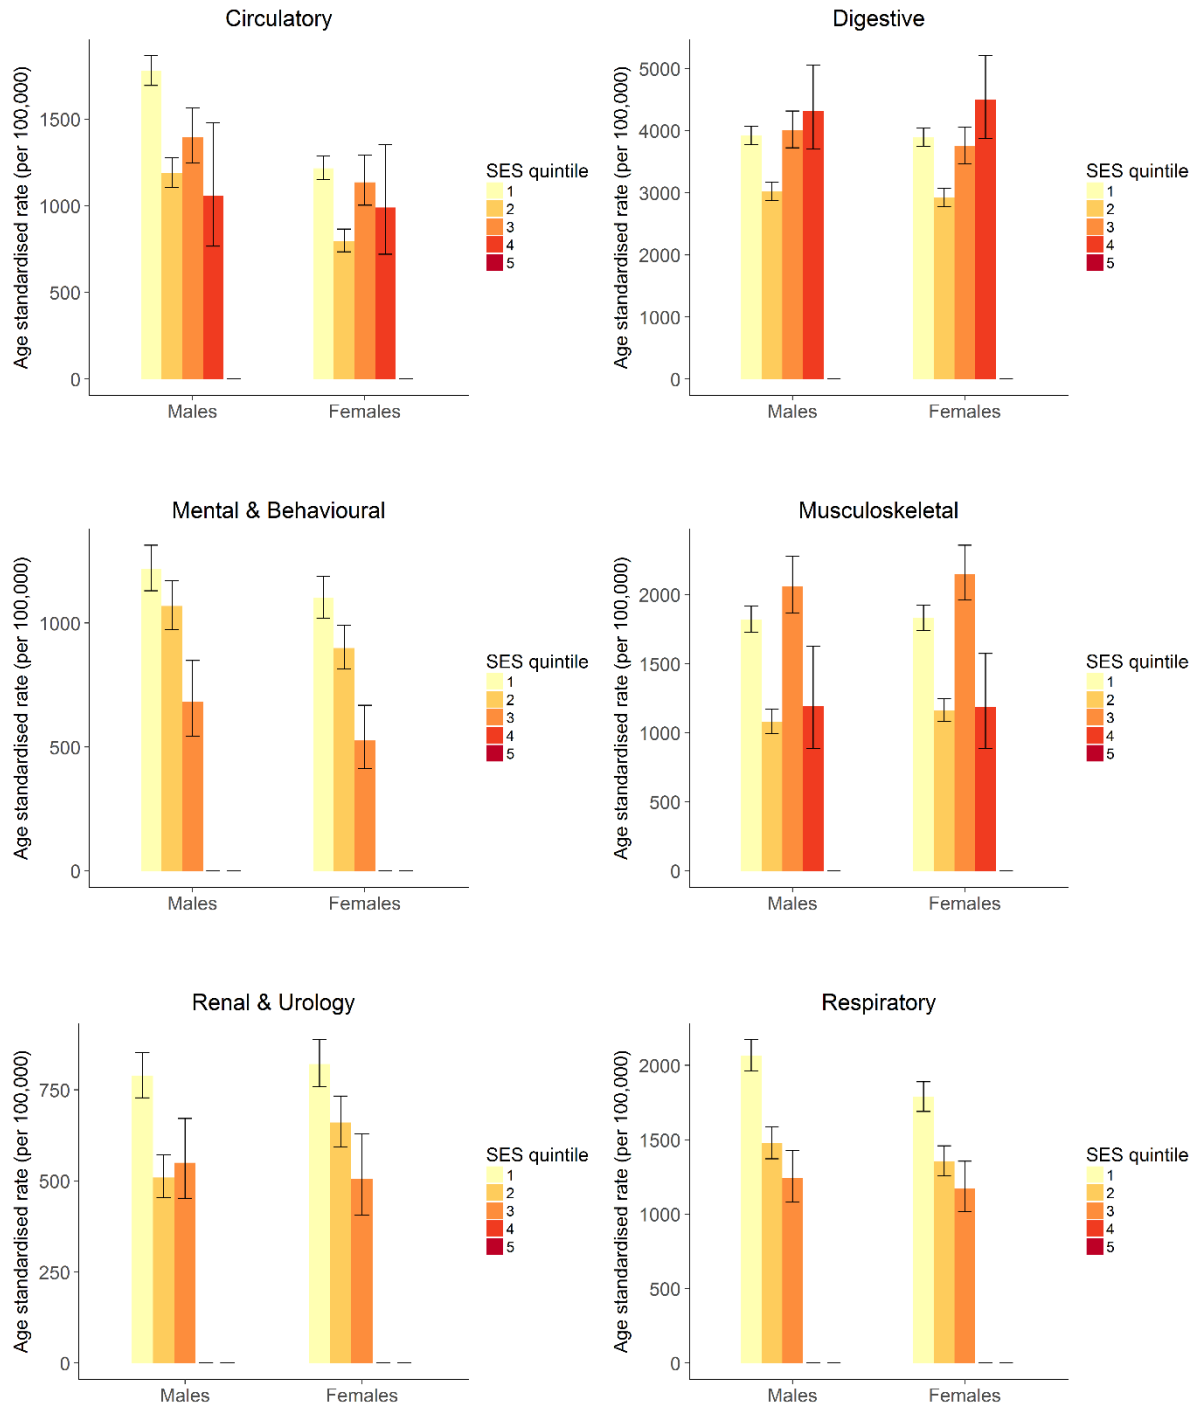 Circulatory
Age standardised rate (per 100,000)
1500
1000
500
0
Males
Females
SES quintile
1
2
3
4
5
Digestive
Age standardised rate (per 100,000)
5000
4000
3000
2000
1000
0
Males
Females
SES quintile
1
2
3
4
5
Mental & Behavioural
Age standardised rate (per 100,000)
1000
500
0
Males
Females
SES quintile
1
2
3
4
5
Musculoskeletal
Age standardised rate (per 100,000)
2000
1500
1000
500
0
Males
Females
SES quintile
1
2
3
4
5
Renal & Urology
Age standardised rate (per 100,000)
750
500
250
0
Males
Females
SES quintile
1
2
3
4
5
Respiratory
Age standardised rate (per 100,000)
2000
1500
1000
500
0
Males
Females
SES quintile
1
2
3
4
5